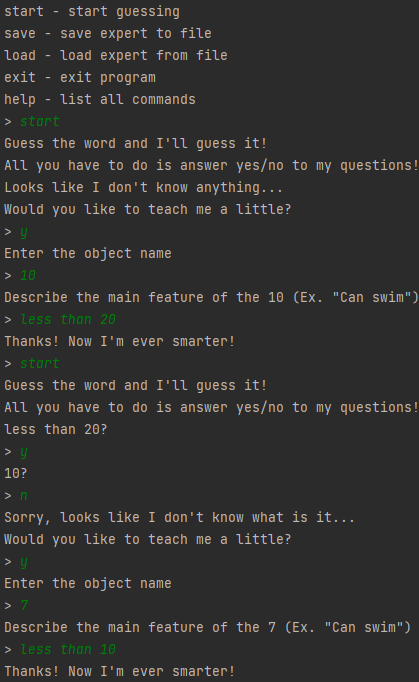 start - start guessing
save - save expert to file
load - load expert from file
exit - exit program
help - list all commands
> start
Guess the word and I'll guess it!
All you have to do is answer yes/no to my questions!
Looks like I don't know anything...
Would you like to teach me a little?
> y
Enter the object name
> 10
Describe the main feature of the 10 (Ex. "Can swim")
> less than 20
Thanks! Now I'm ever smarter!
> start
Guess the word and I'll guess it!
All you have to do is answer yes/no to my questions!
less than 20?
> y
10?
> n
Sorry, looks like I don't know what is it...
Would you like to teach me a little?
> y
Enter the object name
> 7
Describe the main feature of the 7 (Ex. "Can swim")
> less than 10
Thanks! Now I'm ever smarter!